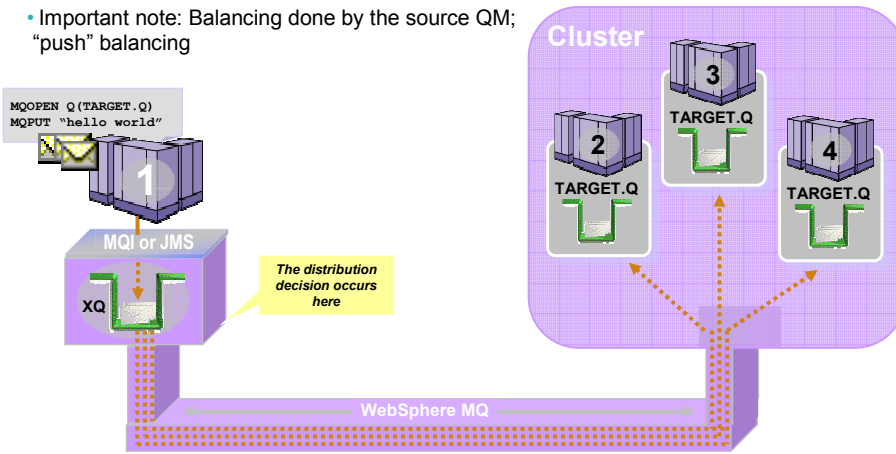 • Important note: Balancing done by the source QM;
“push” balancing
Cluster
MQOPEN Q(TARGET.Q)
MQPUT “hello world”
1
2
TARGET.Q
3
TARGET.Q
4
TARGET.Q
MQI or JMS
XQ
The distribution
decision occurs
here
WebSphere MQ